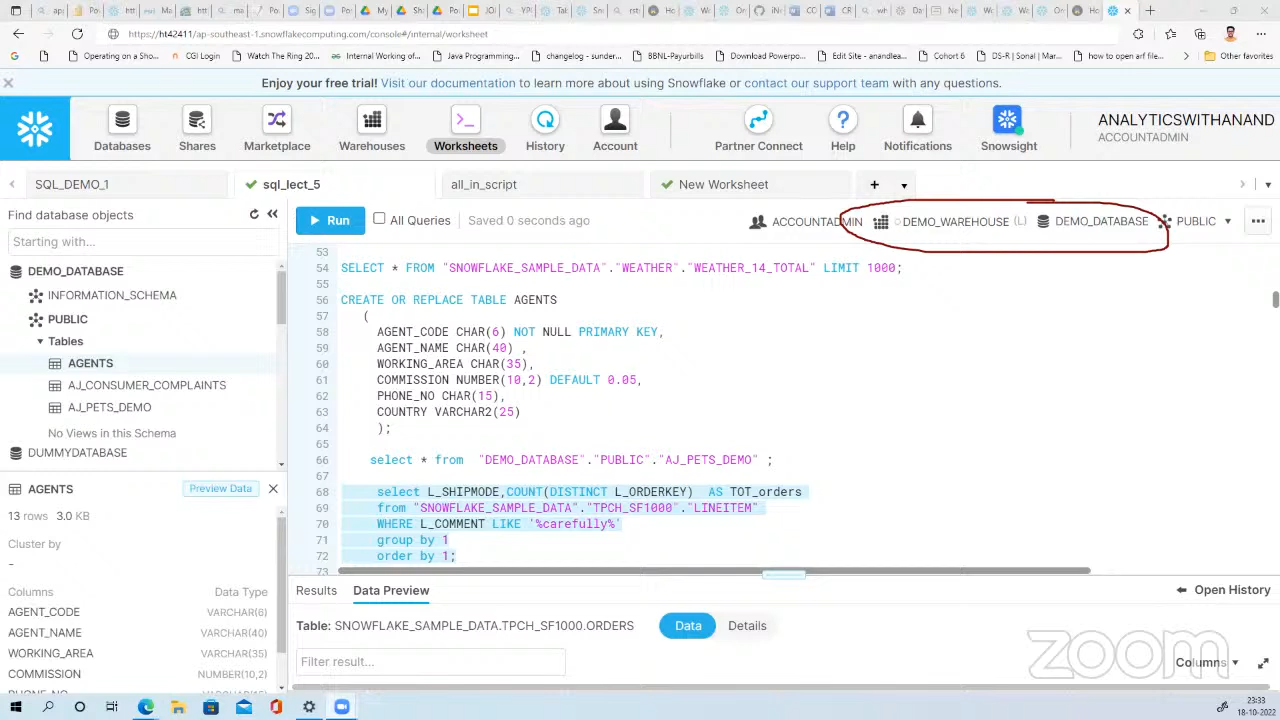 https://ht42411/ap-southeast-1.snowflakecomputing.com/console#/internal/worksheet
Operating on a Sho... CGI Login Watch The Ring 20... Internal Working of... Java Programmin... changelog - sunder... BBNL-Payurbills Download Powerpo... Edit Site - andlea... Cohort DS-R | Sonal | Mar... how to open arf file... Other favorites
Enjoy your free trial! Visit our documentation to learn more about using Snowflake or contact our support team with any questions.
Databases Shares Marketplace Warehouses Worksheets History Account Partner Connect Help Notifications Snowsight
ANALYTICSWITHANAND
ACCOUNTADMIN
SQL_DEMO_1 sql_lect_5 all_in_script New Worksheet +
Find database objects
Starting with...
Run All Queries Saved 0 seconds ago ACCOUNTADMIN DEMO_WAREHOUSE (L) DEMO_DATABASE PUBLIC
DEMO_DATABASE
INFORMATION_SCHEMA
PUBLIC
Tables
AGENTS
AJ_CONSUMER_COMPLAINTS
AJ_PETS_DEMO
No Views in this Schema
DUMMYDATABASE
53
54 SELECT * FROM "SNOWFLAKE_SAMPLE_DATA"."WEATHER"."WEATHER_14_TOTAL" LIMIT 1000;
55
56 CREATE OR REPLACE TABLE AGENTS
57 (
58 AGENT_CODE CHAR(6) NOT NULL PRIMARY KEY,
59 AGENT_NAME CHAR(40) ,
60 WORKING_AREA CHAR(35),
61 COMMISSION NUMBER(10,2) DEFAULT 0.05,
62 PHONE_NO CHAR(15),
63 COUNTRY VARCHAR2(25)
64 );
65
66 select * from "DEMO_DATABASE"."PUBLIC"."AJ_PETS_DEMO" ;
67
68 select L_SHIPMODE,COUNT(DISTINCT L_ORDERKEY) AS TOT_orders
69 from "SNOWFLAKE_SAMPLE_DATA"."TPCH_SF1000"."LINEITEM"
70 WHERE L_COMMENT LIKE '%carefully%'
71 group by 1
72 order by 1;
73
AGENTS Preview Data
13 rows 3.0 KB
Cluster by
-
Columns Data Type
AGENT_CODE VARCHAR(6)
AGENT_NAME VARCHAR(40)
WORKING_AREA VARCHAR(35)
COMMISSION NUMBER(10,2)
PHONE_NO VARCHAR(15)
Results Data Preview Open History
Table: SNOWFLAKE_SAMPLE_DATA.TPCH_SF1000.ORDERS Data Details
Filter result... Columns
zoom
23:33
18-10-2022